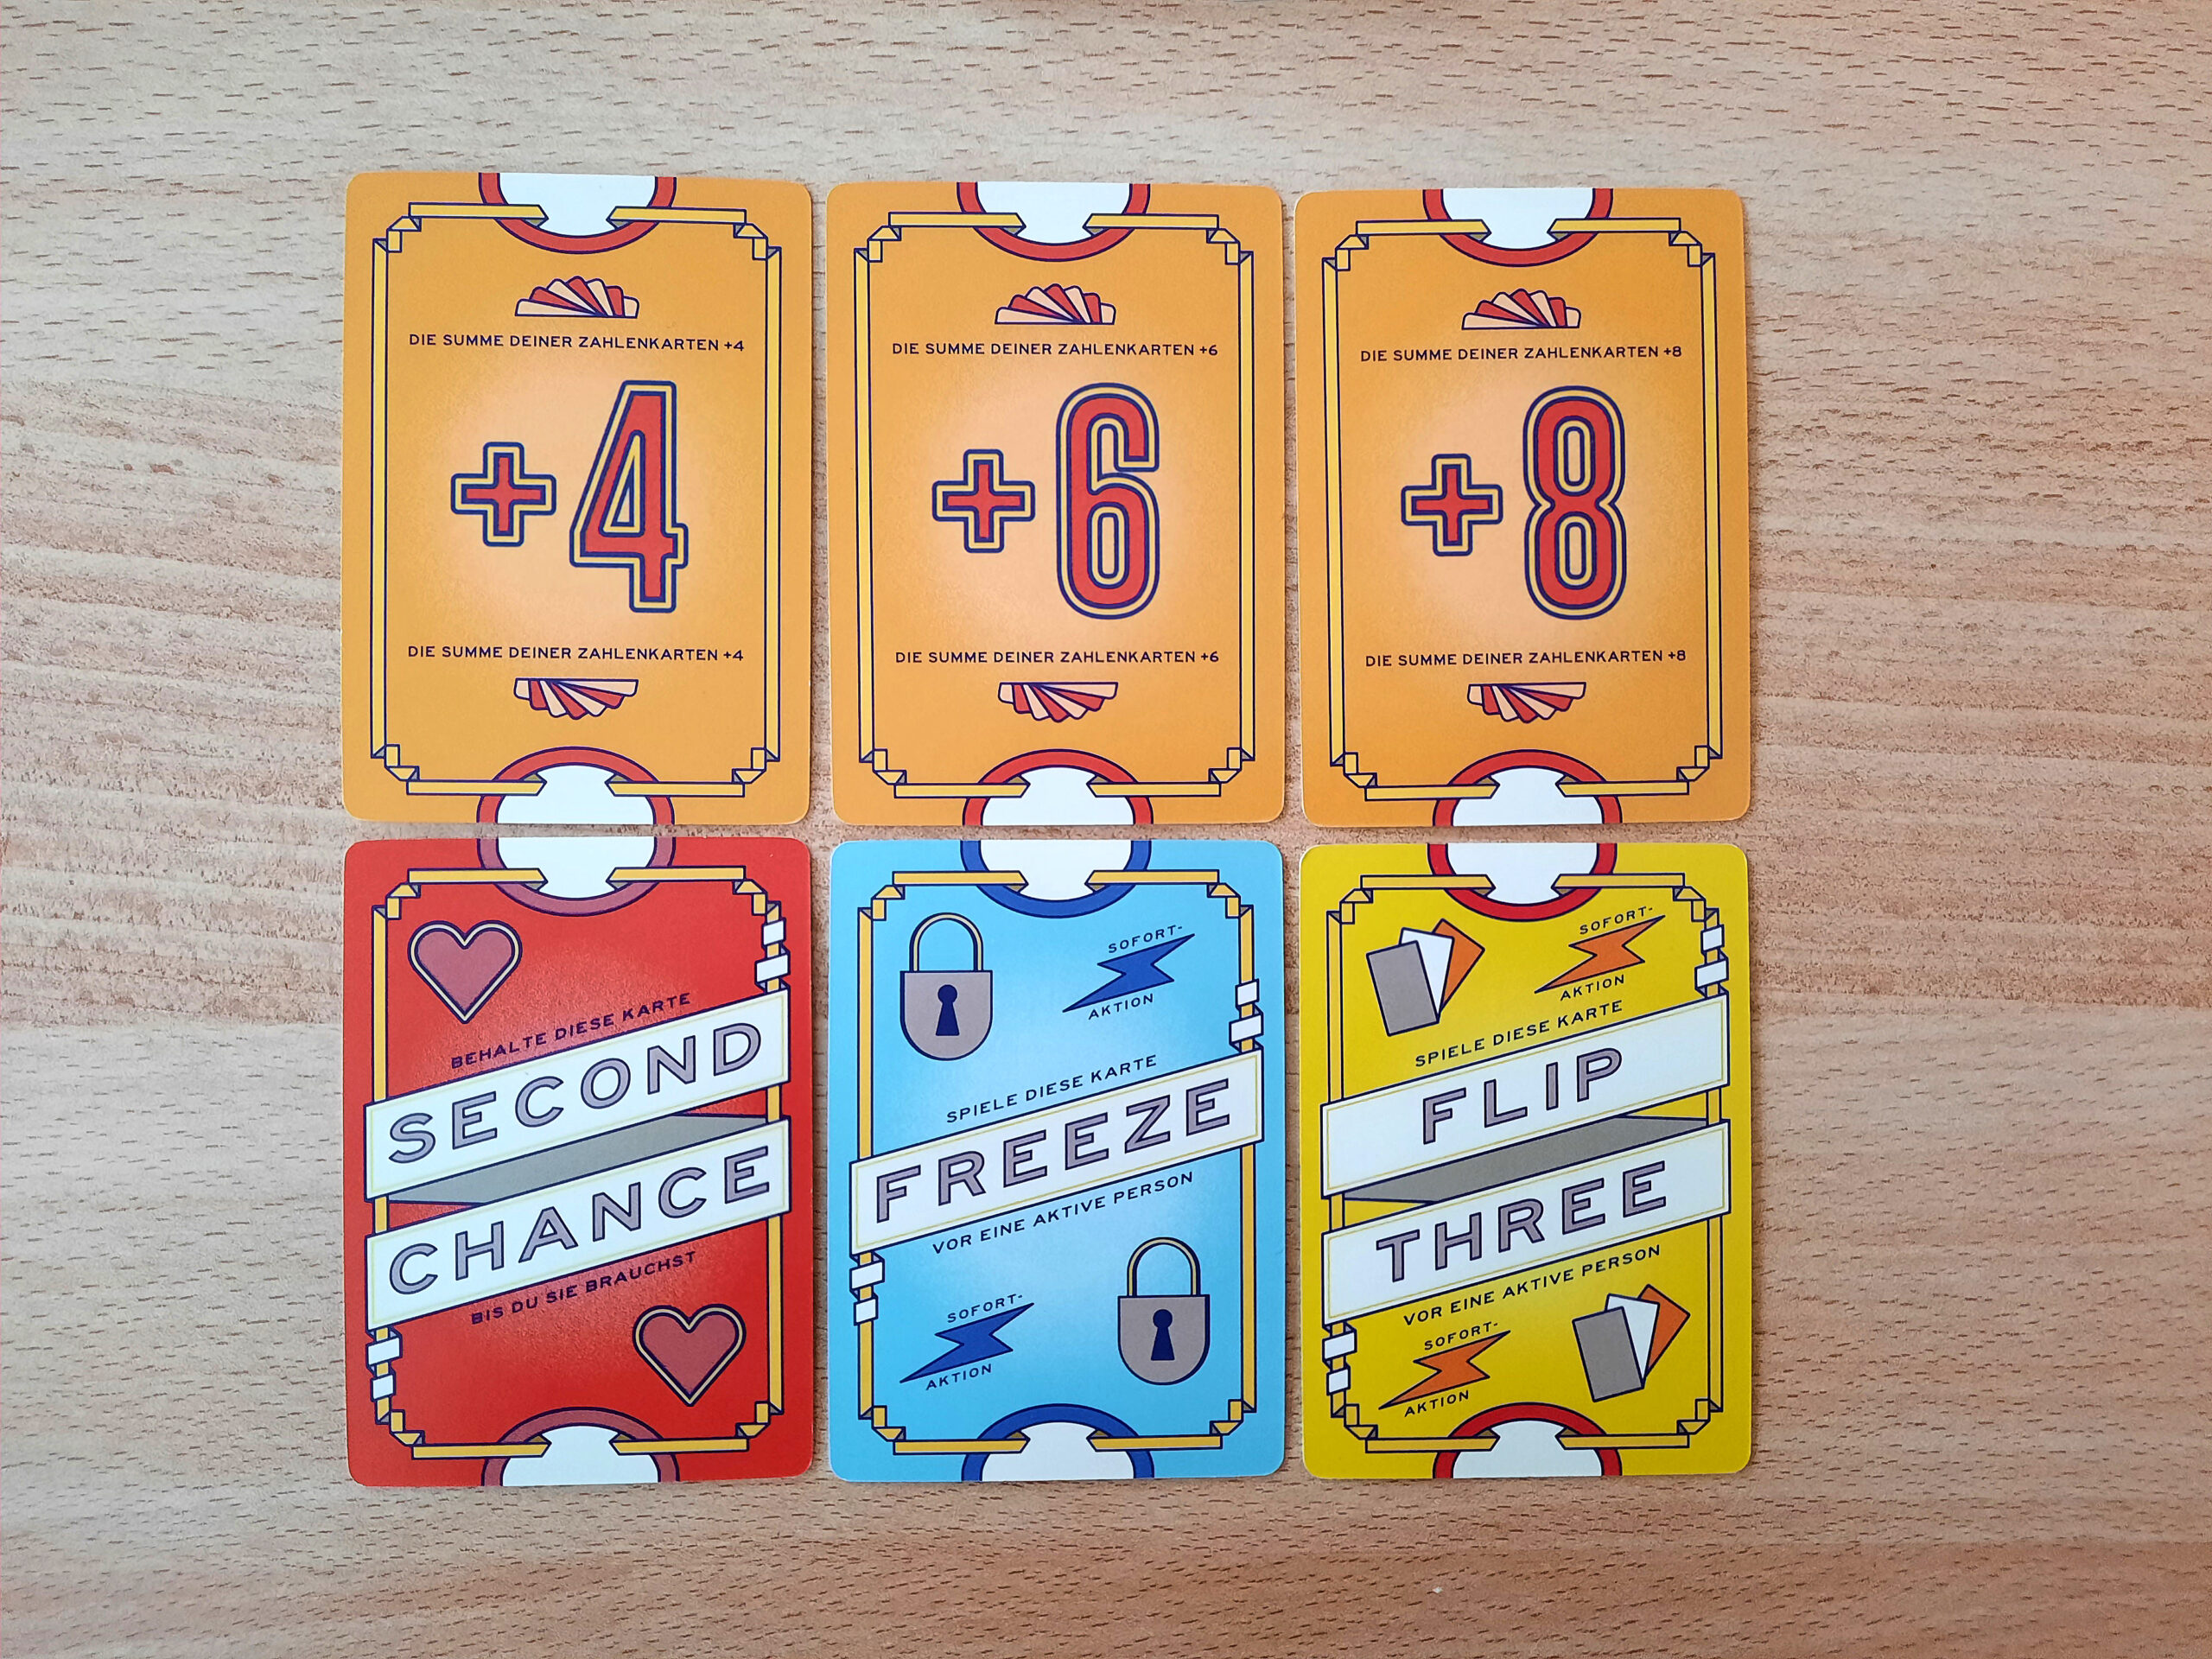 DIE SUMME DEINER ZAHLENKARTEN +4
+4
DIE SUMME DEINER ZAHLENKARTEN +4
DIE SUMME DEINER ZAHLENKARTEN +6
+6
DIE SUMME DEINER ZAHLENKARTEN +6
DIE SUMME DEINER ZAHLENKARTEN +8
+8
DIE SUMME DEINER ZAHLENKARTEN +8
BEHALTE DIESE KARTE
SECOND
CHANCE
BIS DU SIE BRAUCHST
SOFORT-
AKTION
SPIELE DIESE KARTE
FREEZE
VOR EINE AKTIVE PERSON
SOFORT-
AKTION
SOFORT-
AKTION
SPIELE DIESE KARTE
FLIP
THREE
VOR EINE AKTIVE PERSON
SOFORT-
AKTION